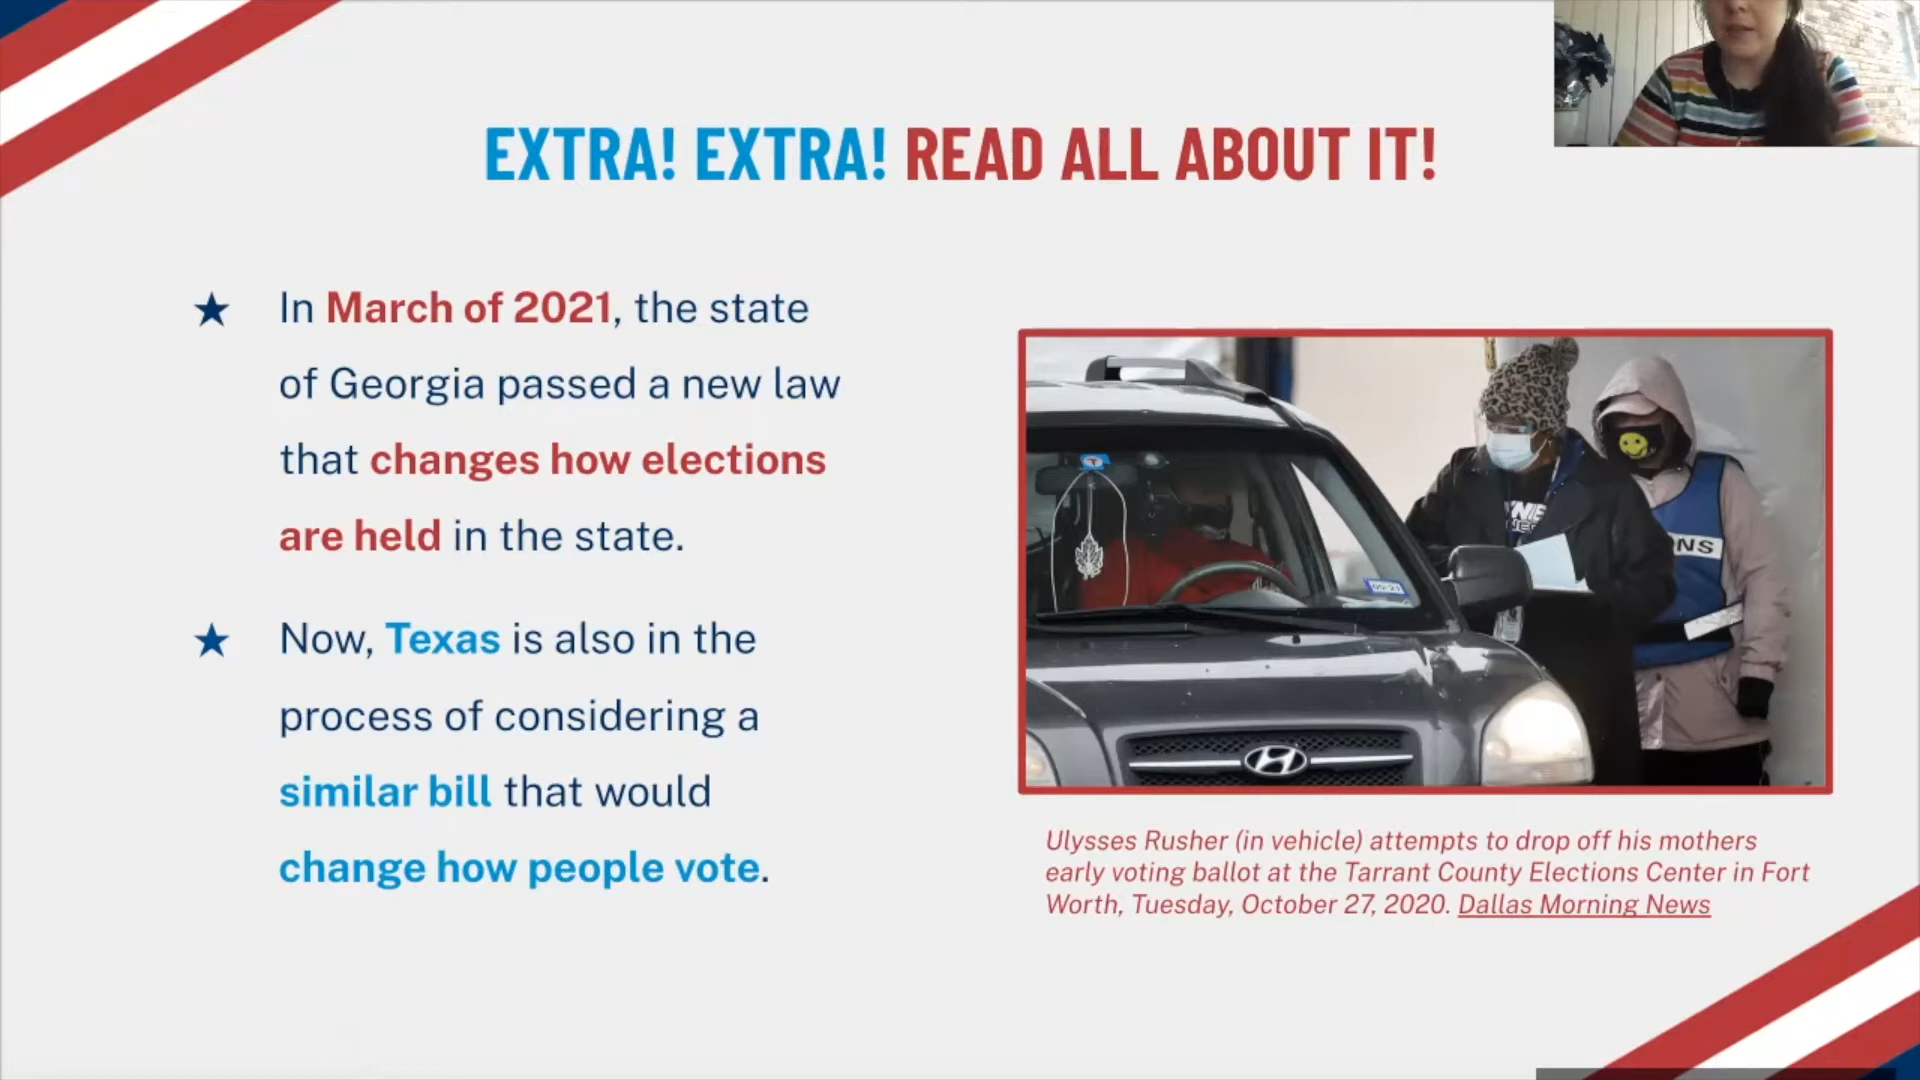 EXTRA! EXTRA! READ ALL ABOUT IT!
★ In March of 2021, the state
of Georgia passed a new law
that changes how elections
are held in the state.
★ Now, Texas is also in the
process of considering a
similar bill that would
change how people vote.
NS
Ulysses Rusher (in vehicle) attempts to drop off his mothers
early voting ballot at the Tarrant County Elections Center in Fort
Worth, Tuesday, October 27, 2020. Dallas Morning News